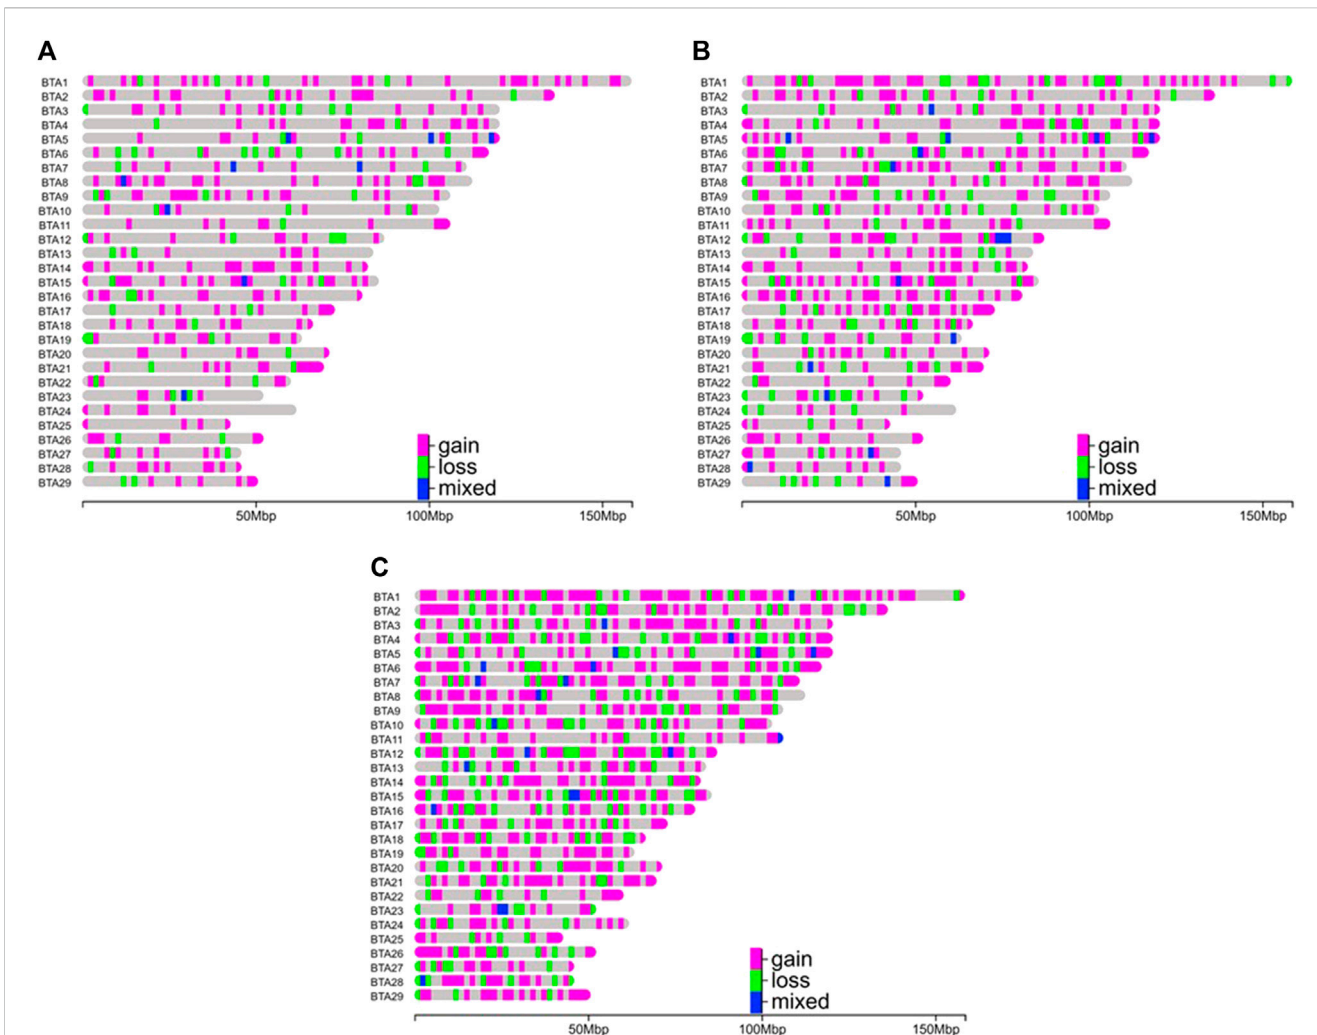 A
BTA1
BTA2
BTA3
BTA4
BTA5
BTA6
BTA7
BTA8
BTA9
BTA10
BTA11
BTA12
BTA13
BTA14
BTA15
BTA16
BTA17
BTA18
BTA19
BTA20
BTA21
BTA22
BTA23
BTA24
BTA25
BTA26
BTA27
BTA28
BTA29
gain
loss
mixed
50Mbp 100Mbp 150Mbp
B
BTA1
BTA2
BTA3
BTA4
BTA5
BTA6
BTA7
BTA8
BTA9
BTA10
BTA11
BTA12
BTA13
BTA14
BTA15
BTA16
BTA17
BTA18
BTA19
BTA20
BTA21
BTA22
BTA23
BTA24
BTA25
BTA26
BTA27
BTA28
BTA29
gain
loss
mixed
50Mbp 100Mbp 150Mbp
C
BTA1
BTA2
BTA3
BTA4
BTA5
BTA6
BTA7
BTA8
BTA9
BTA10
BTA11
BTA12
BTA13
BTA14
BTA15
BTA16
BTA17
BTA18
BTA19
BTA20
BTA21
BTA22
BTA23
BTA24
BTA25
BTA26
BTA27
BTA28
BTA29
gain
loss
mixed
50Mbp 100Mbp 150Mbp